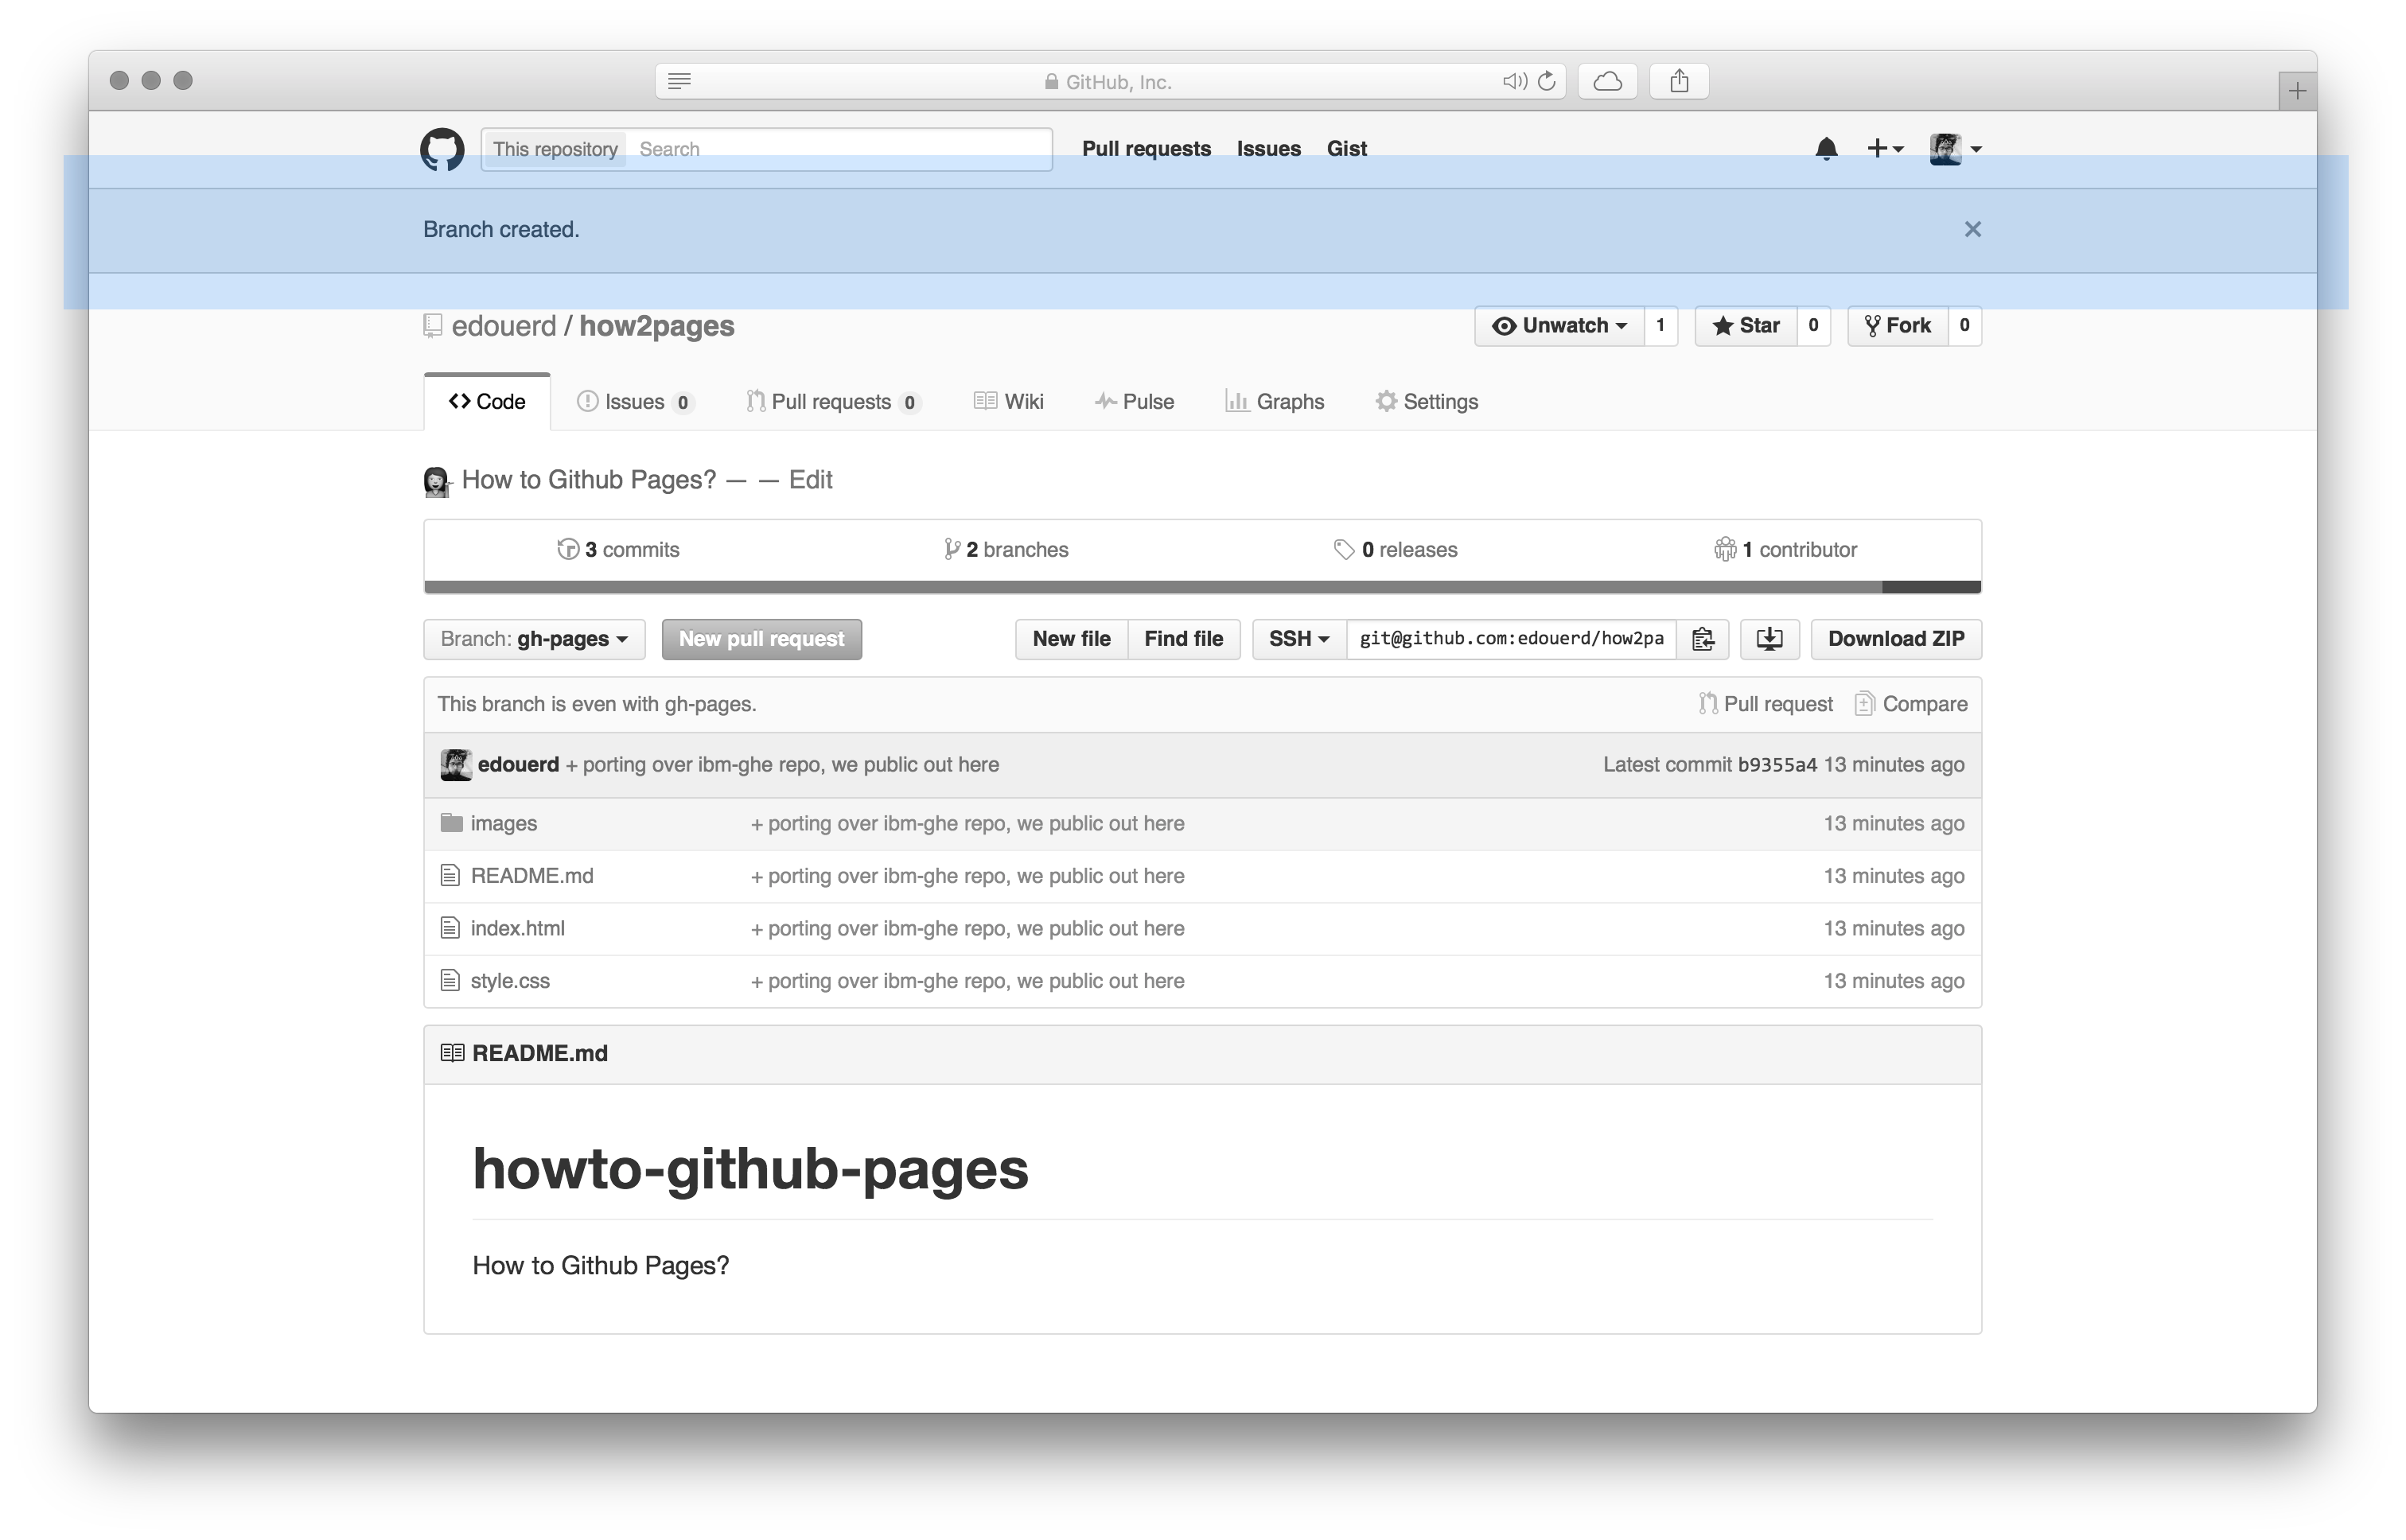 GitHub, Inc.
This repository Search Pull requests Issues Gist
Branch created.
edouerd / how2pages Unwatch 1 Star 0 Fork 0
Code Issues 0 Pull requests 0 Wiki Pulse Graphs Settings
How to Github Pages? — — Edit
3 commits 2 branches 0 releases 1 contributor
Branch: gh-pages New pull request New file Find file SSH git@github.com:edouerd/how2pa Download ZIP
This branch is even with gh-pages. Pull request Compare
edouerd + porting over ibm-ghe repo, we public out here Latest commit b9355a4 13 minutes ago
images + porting over ibm-ghe repo, we public out here 13 minutes ago
README.md + porting over ibm-ghe repo, we public out here 13 minutes ago
index.html + porting over ibm-ghe repo, we public out here 13 minutes ago
style.css + porting over ibm-ghe repo, we public out here 13 minutes ago
README.md
howto-github-pages
How to Github Pages?